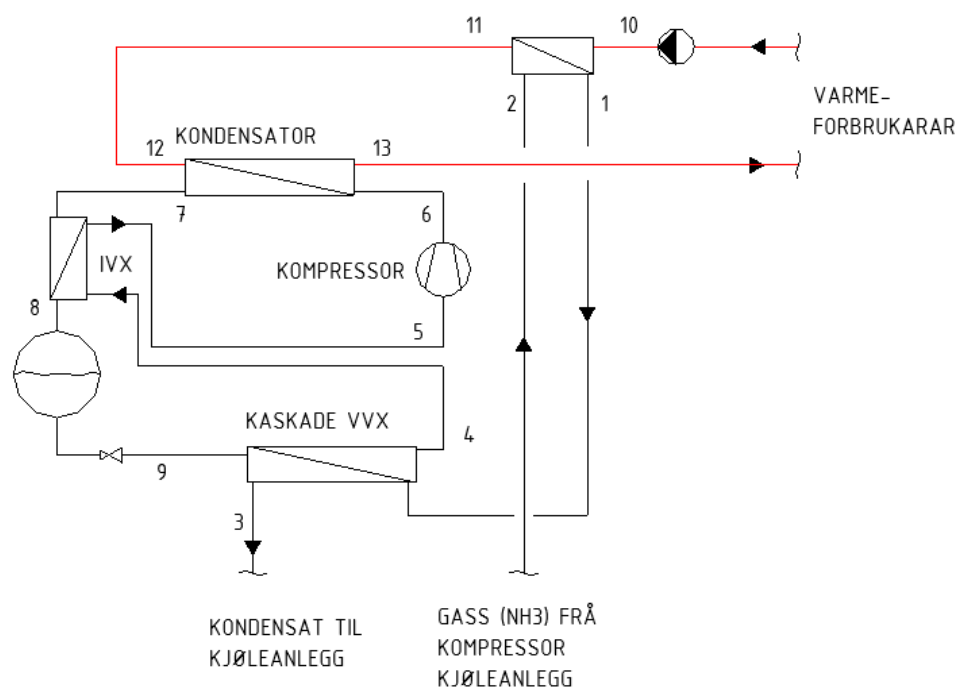 11
10
2
1
VARME-
FORBRUKARAR
KONDENSATOR
12
13
7
6
IVX
KOMPRESSOR
8
5
KASKADE VVX
4
9
3
KONDENSAT TIL
KJØLEANLEGG
GASS (NH3) FRÅ
KOMPRESSOR
KJØLEANLEGG